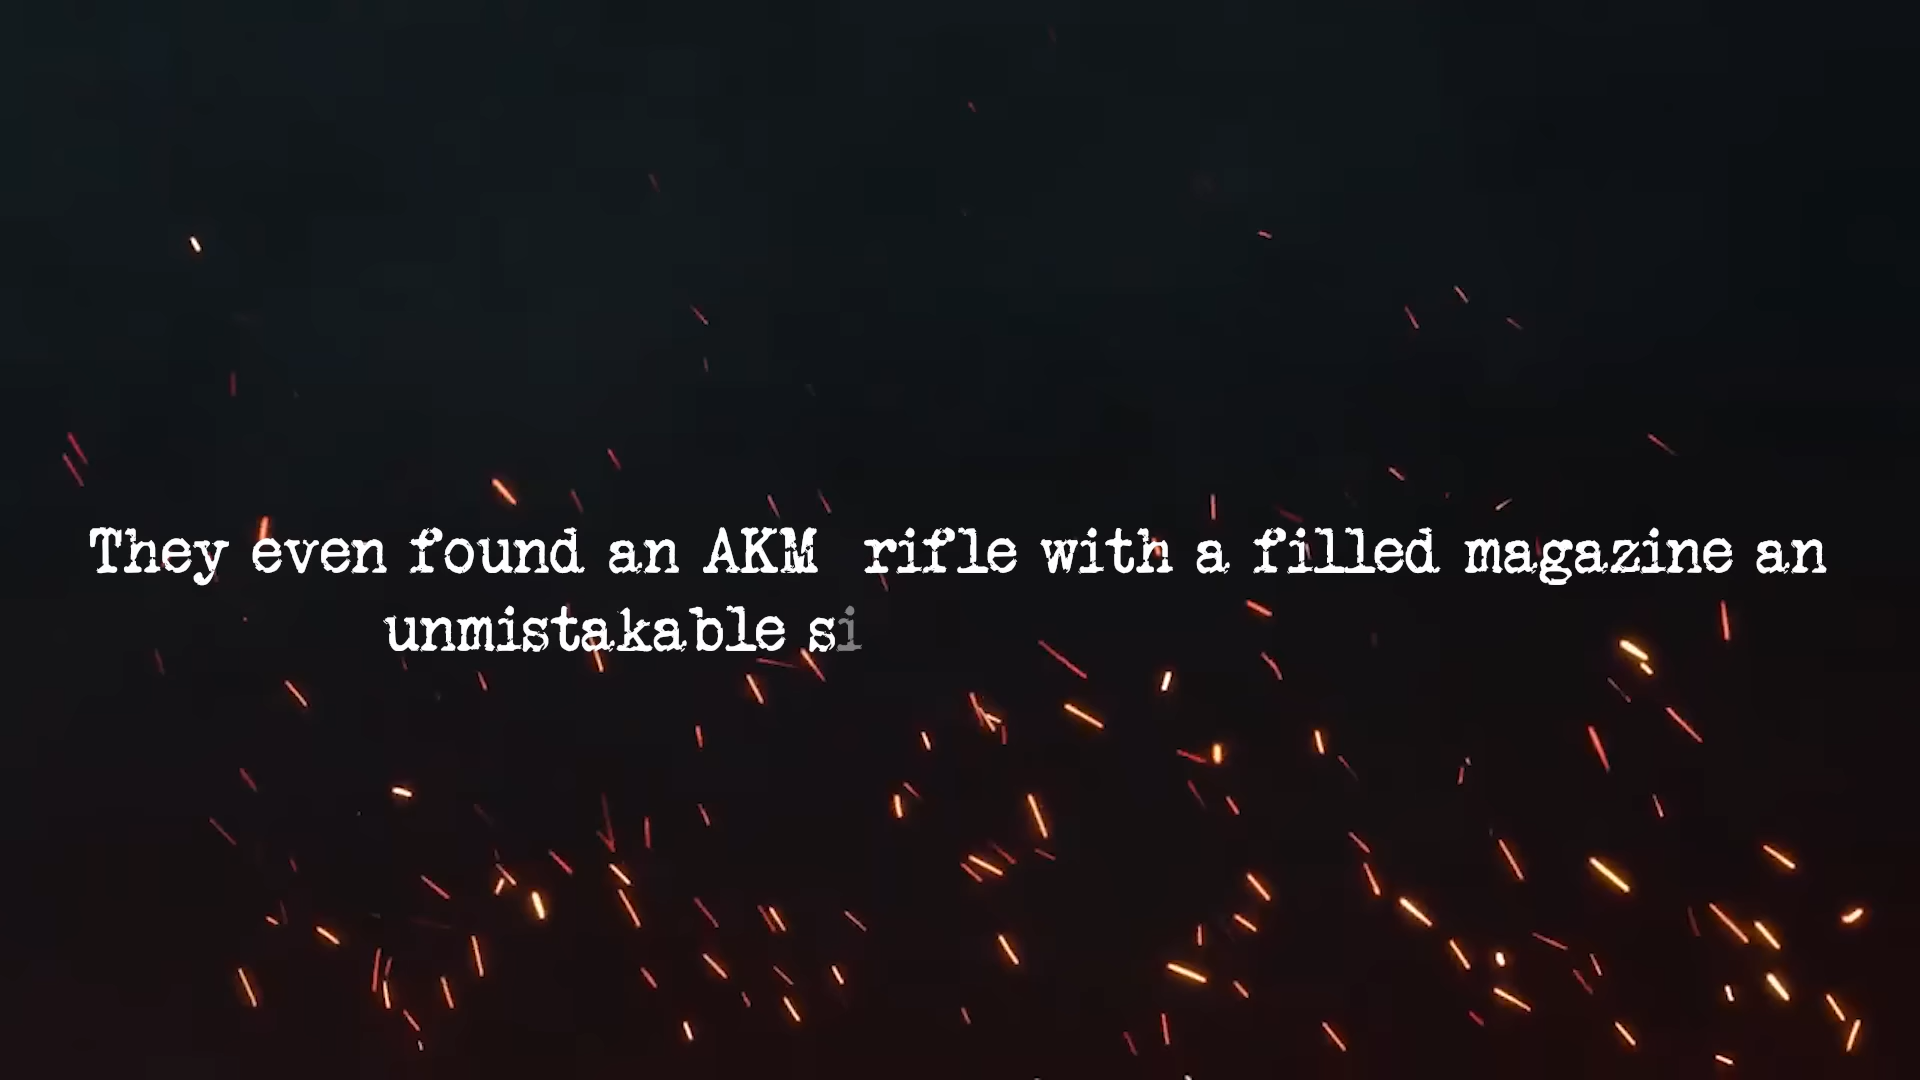 They even found an AKM rifle with a filled magazine an
unmistakable si